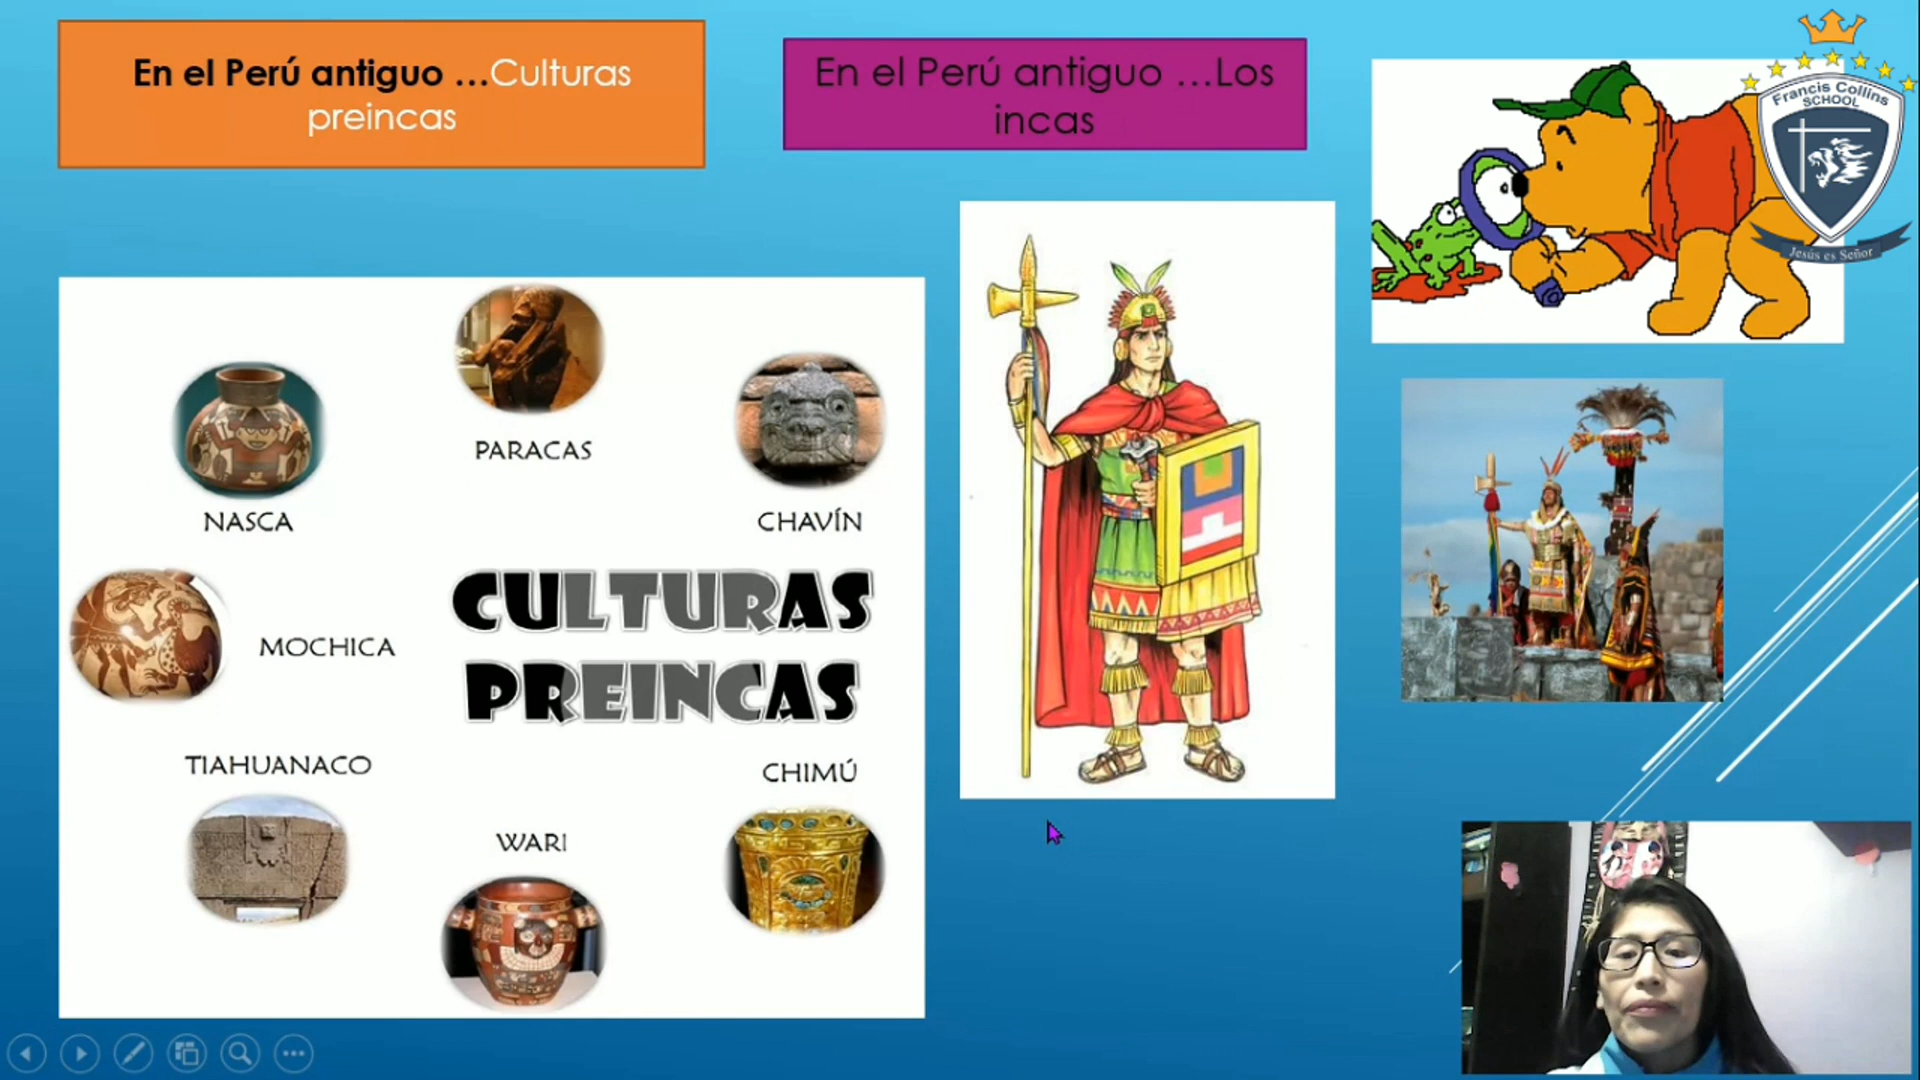 En el Perú antiguo ...Culturas
preincas
En el Perú antiguo ...Los
incas
Francis Collins
SCHOOL
Jesús es Señor
PARACAS
NASCA
CHAVÍN
MOCHICA
CULTURAS
PREINCAS
TIAHUANACO
CHIMÚ
WARI